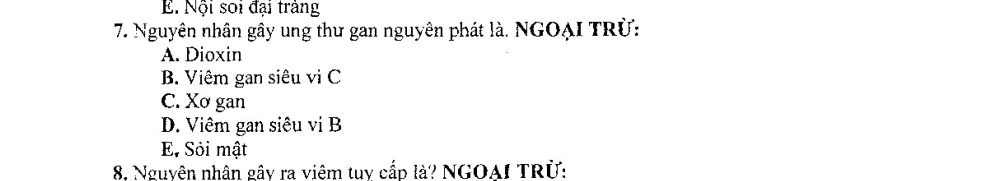 E. Nội soi đại tràng
7. Nguyên nhân gây ung thư gan nguyên phát là. NGOẠI TRỪ:
A. Dioxin
B. Viêm gan siêu vi C
C. Xơ gan
D. Viêm gan siêu vi B
E. Sỏi mật
8. Nguyên nhân gây ra viêm tuỵ cấp là? NGOẠI TRỪ: